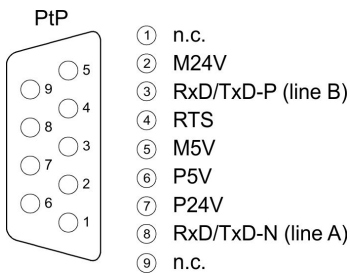 PtP
5
9
4
8
3
7
2
6
1
① n.c.
② M24V
③ RxD/TxD-P (line B)
④ RTS
⑤ M5V
⑥ P5V
⑦ P24V
⑧ RxD/TxD-N (line A)
⑨ n.c.